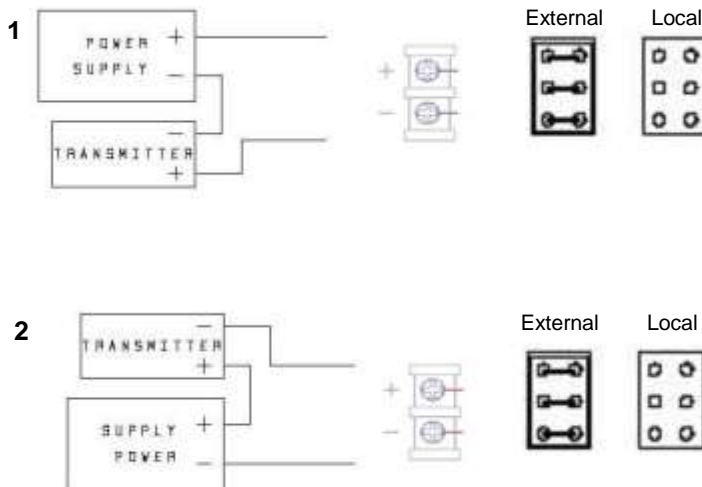 1
External Local
POWER +
SUPPLY −
+
−
−
TRANSMITTER
+
2
External Local
−
TRANSMITTER
+
SUPPLY +
POWER −
+
−